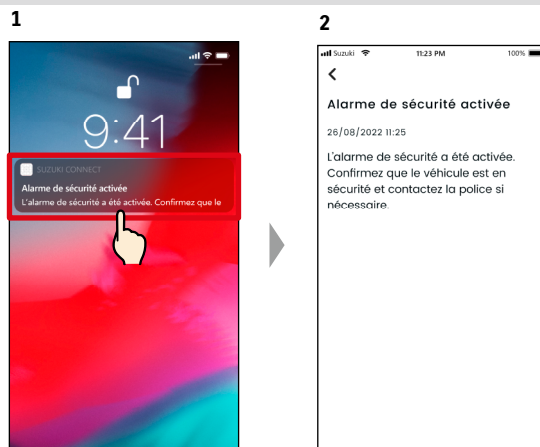 1
9:41
SUZUKI CONNECT
Alarme de sécurité activée
L'alarme de sécurité a été activée. Confirmez que le
2
Suzuki 11:23 PM 100%
Alarme de sécurité activée
26/08/2022 11:25
L'alarme de sécurité a été activée.
Confirmez que le véhicule est en
sécurité et contactez la police si
nécessaire.